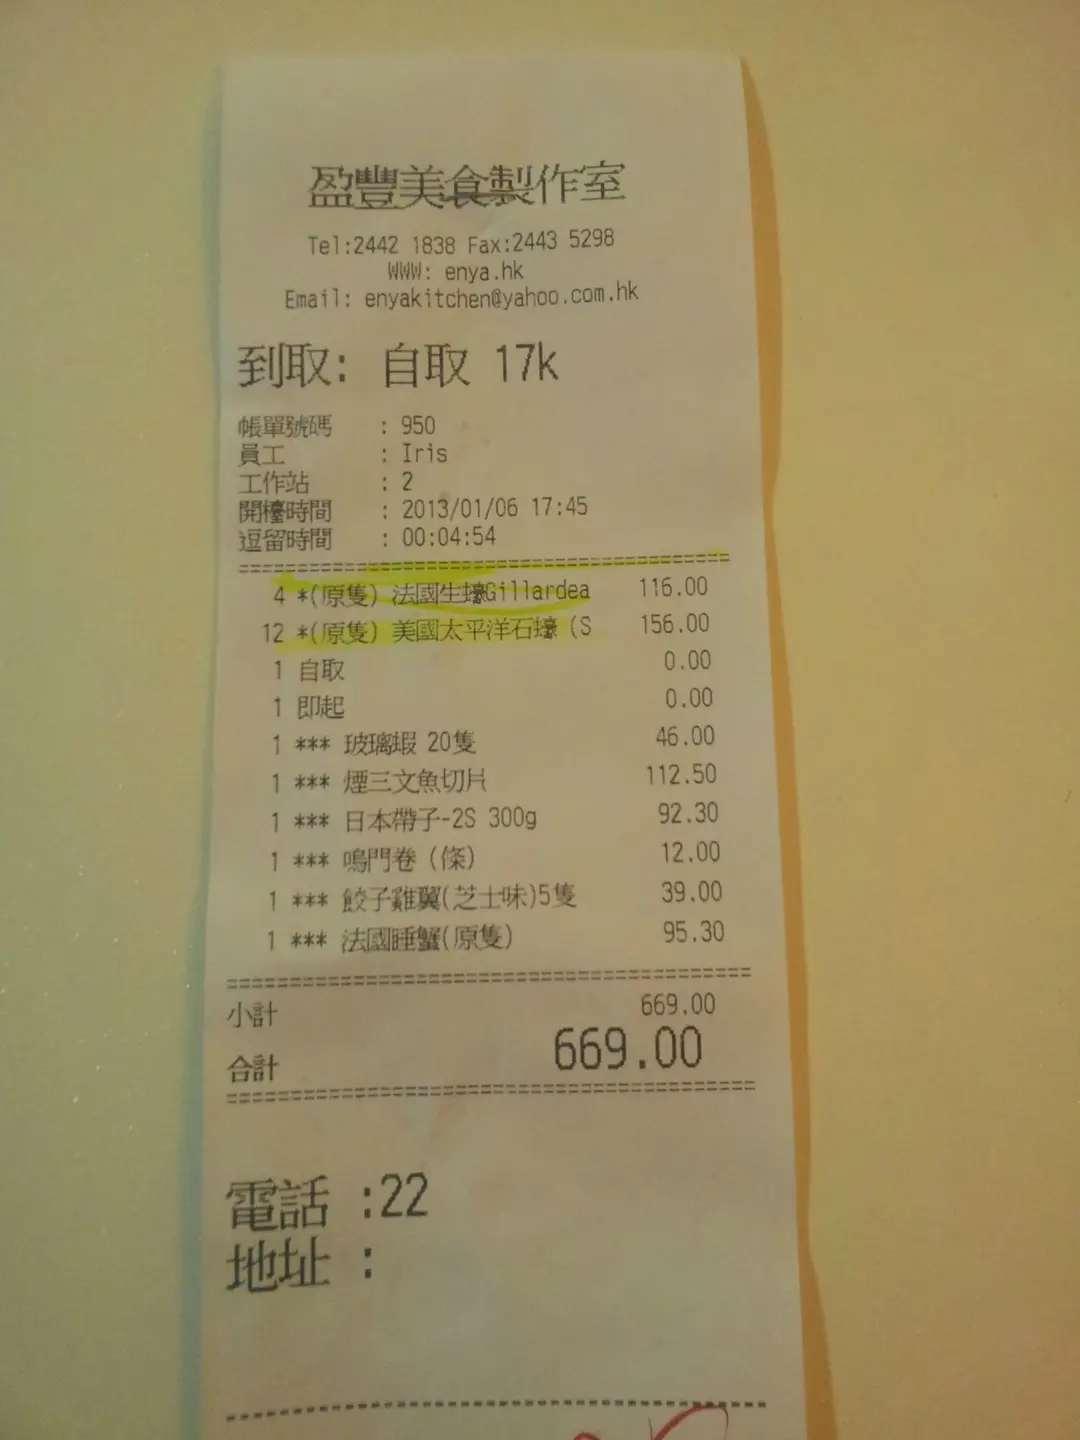 盈豐美食製作室
Tel:2442 1838 Fax:2443 5298
WWW: enya.hk
Email: enyakitchen@yahoo.com.hk
到取: 自取 17k
帳單號碼 : 950
員工 : Iris
工作站 : 2
開檯時間 : 2013/01/06 17:45
逗留時間 : 00:04:54
4 *(原隻) 法國生蠔Gillardea 116.00
12 *(原隻) 美國太平洋石蠔 (S 156.00
1 自取 0.00
1 即起 0.00
1 *** 玻璃蝦 20隻 46.00
1 *** 煙三文魚切片 112.50
1 *** 日本帶子-2S 300g 92.30
1 *** 鳴門卷 (條) 12.00
1 *** 餃子雞翼(芝士味)5隻 39.00
1 *** 法國睡蟹(原隻) 95.30
小計 669.00
合計 669.00
電話 :22
地址 :